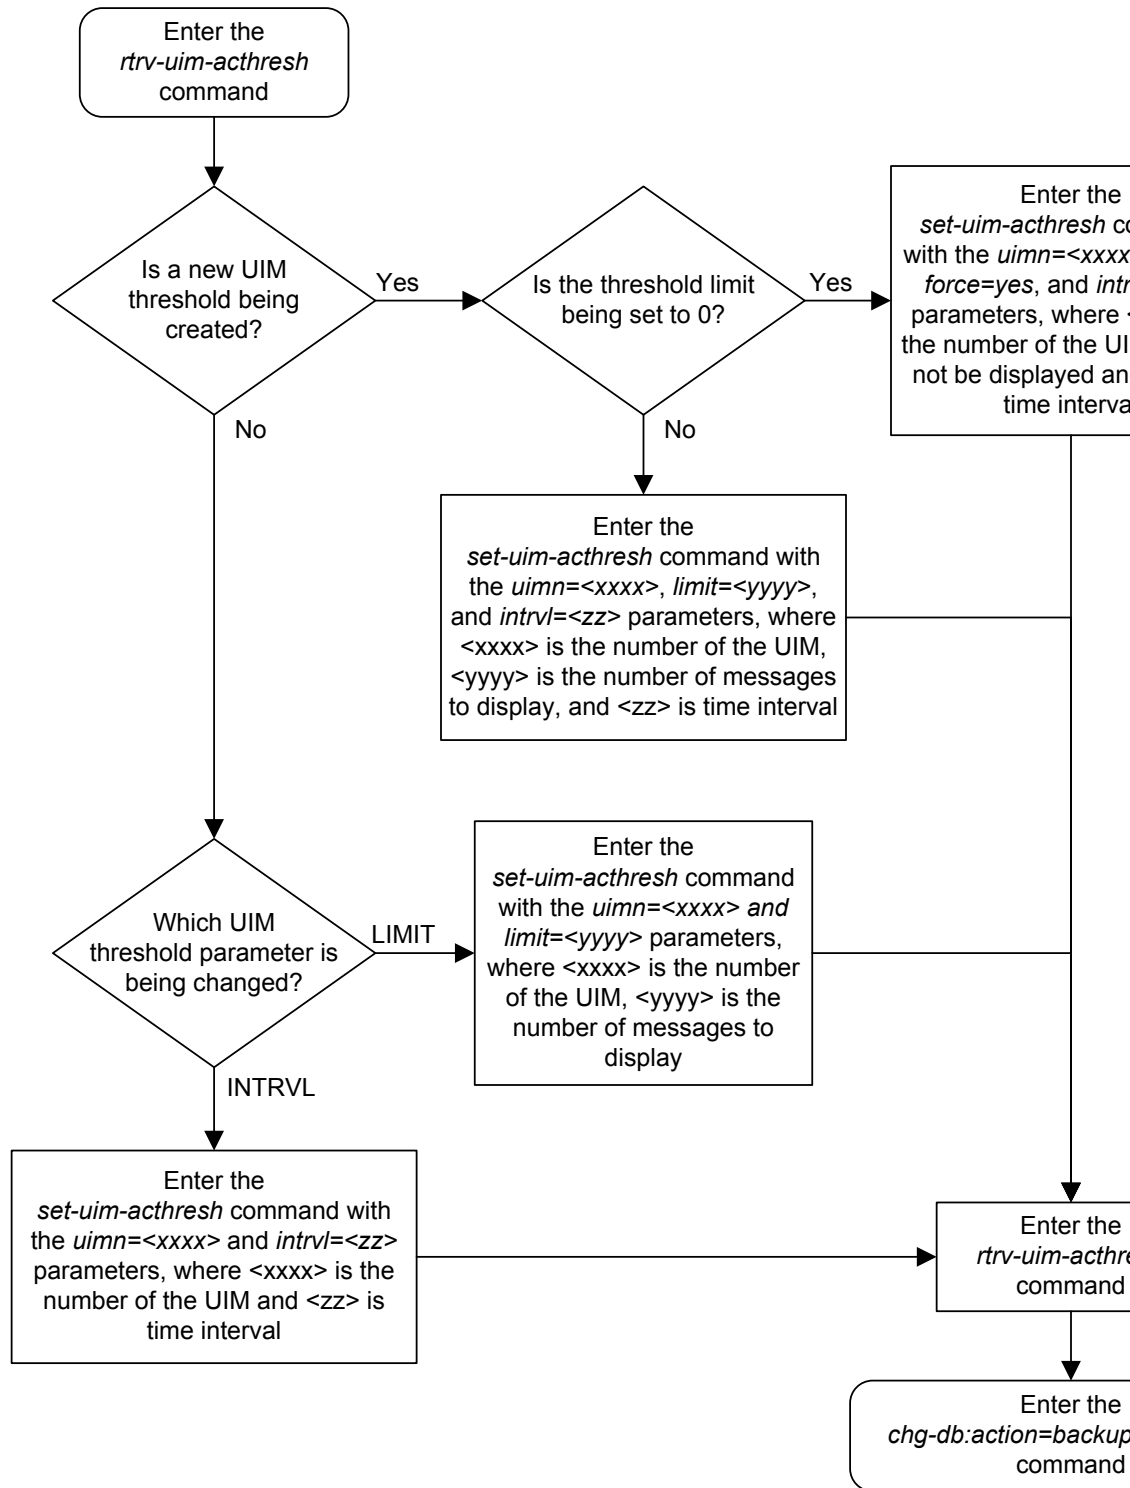 Enter the
rtrv-uim-acthresh
command
Is a new UIM
threshold being
created?
Yes
No
Is the threshold limit
being set to 0?
Yes
No
Enter the
set-uim-acthresh
with the uimn=<xxxx
force=yes, and
parameters, where
the number of the
not be displayed
time
Enter the
set-uim-acthresh command with
the uimn=<xxxx>, limit=<yyyy>,
and intrvl=<zz> parameters, where
<xxxx> is the number of the UIM,
<yyyy> is the number of messages
to display, and <zz> is time interval
Which UIM
threshold parameter is
being changed?
LIMIT
INTRVL
Enter the
set-uim-acthresh command
with the uimn=<xxxx> and
limit=<yyyy> parameters,
where <xxxx> is the number
of the UIM, <yyyy> is the
number of messages to
display
Enter the
set-uim-acthresh command with
the uimn=<xxxx> and intrvl=<zz>
parameters, where <xxxx> is the
number of the UIM and <zz> is
time interval
Enter the
rtrv-uim-acthre
command
Enter the
chg-db:action=backup
command